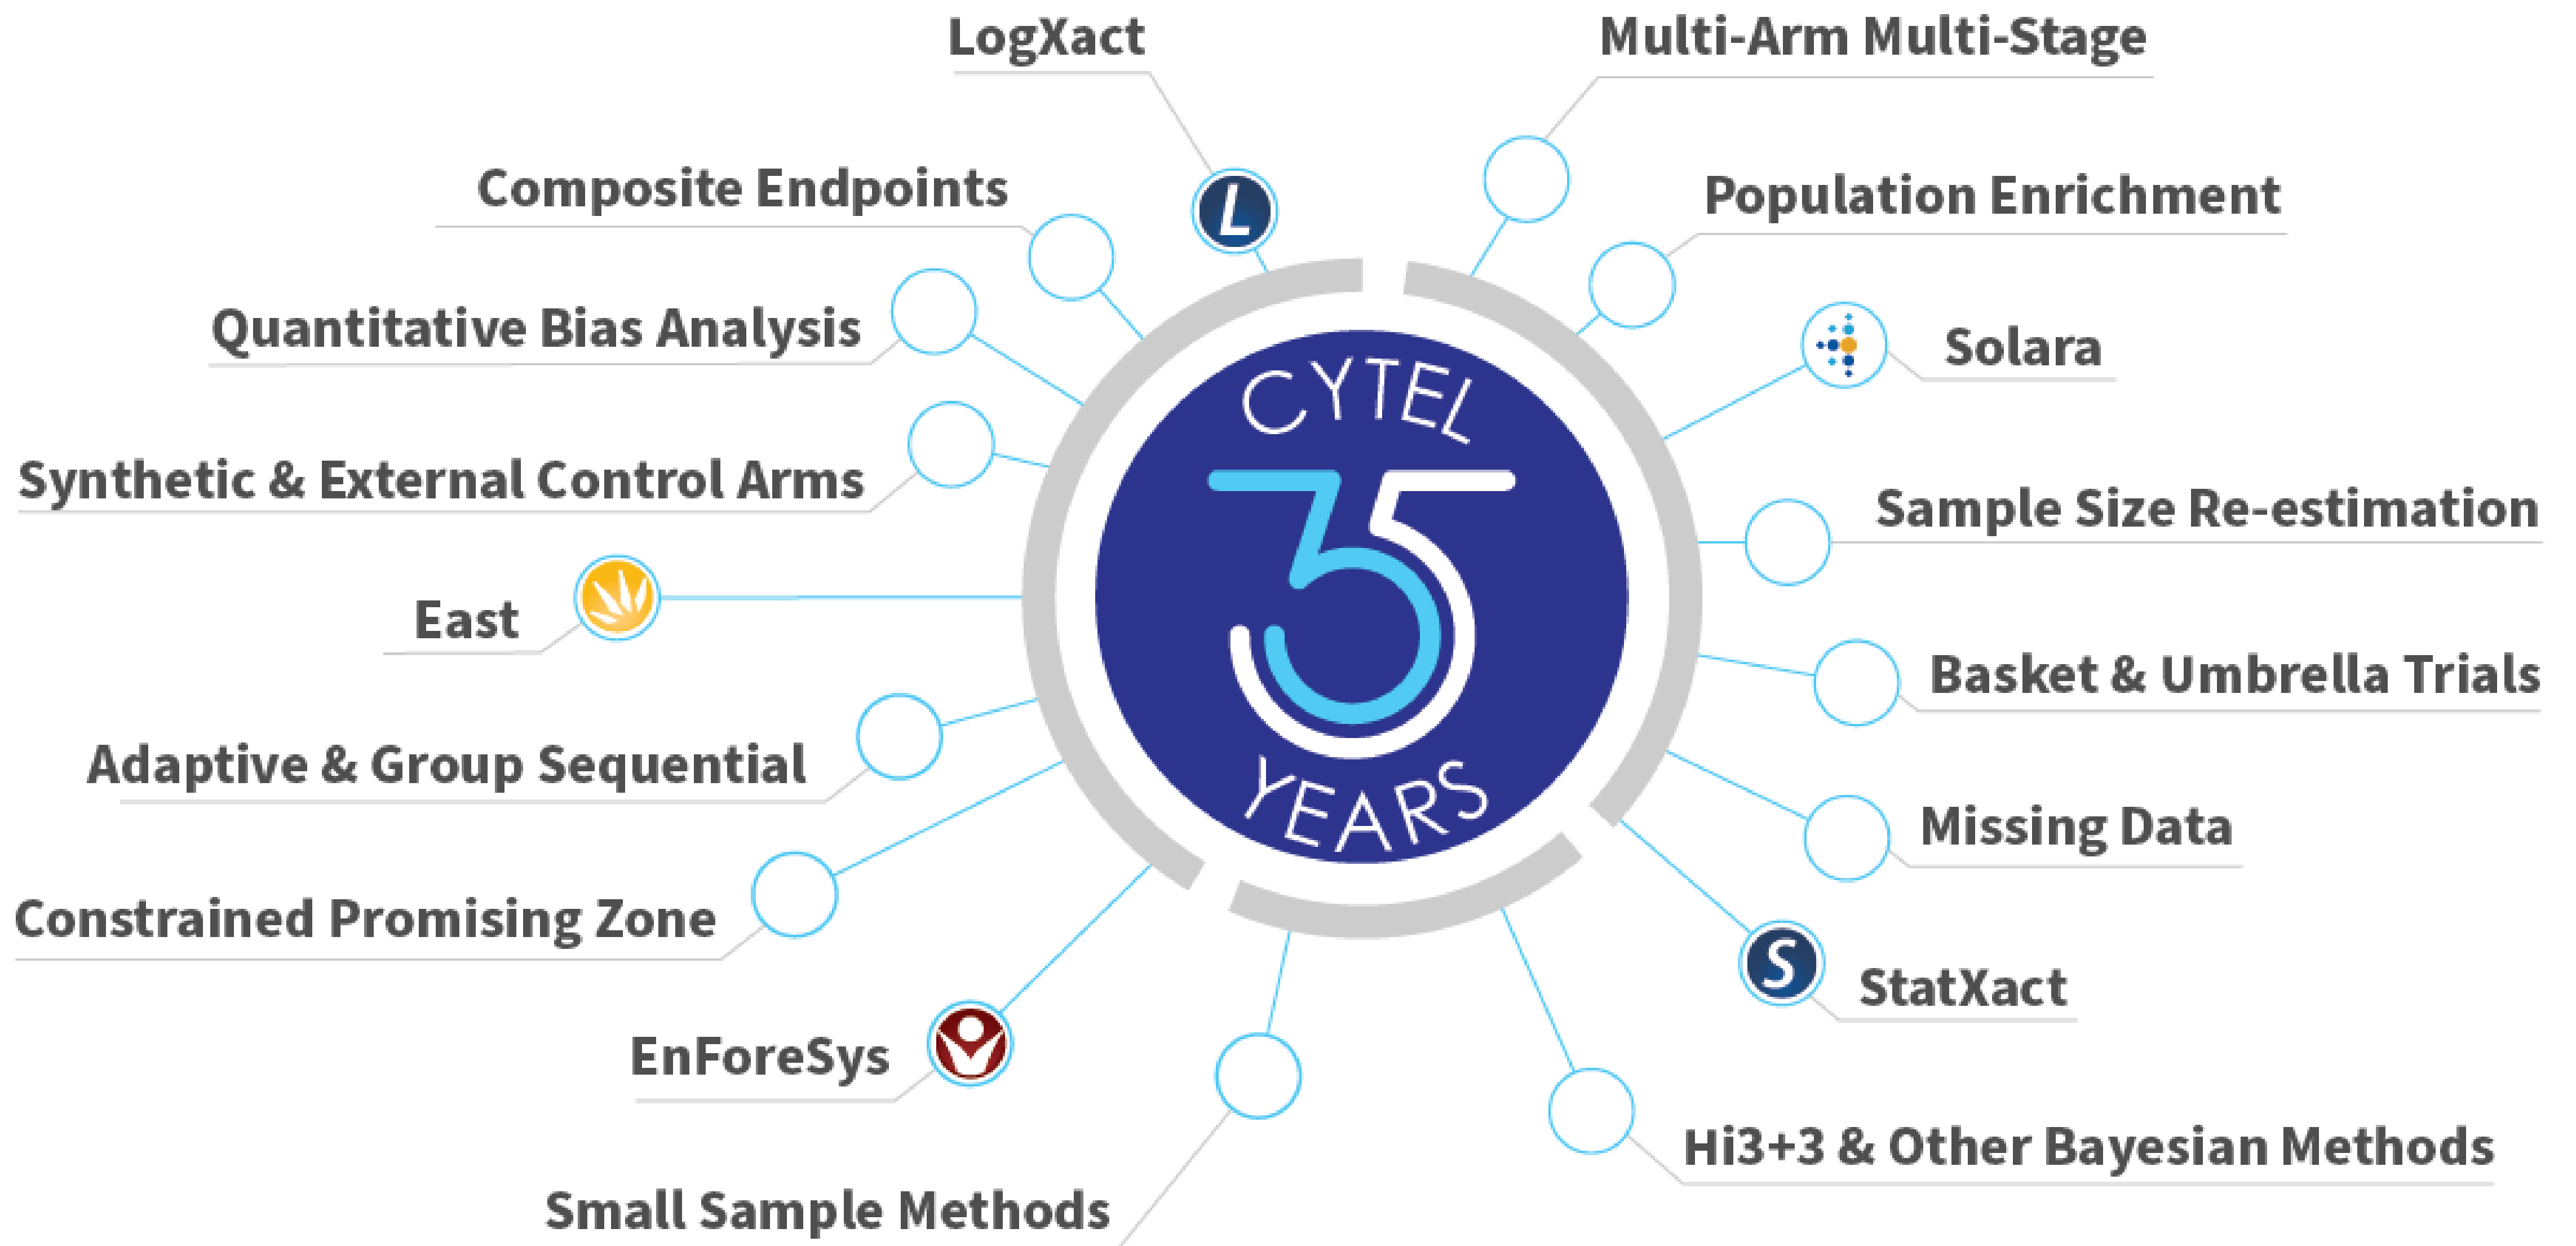 LogXact
Multi-Arm Multi-Stage
Composite Endpoints
Population Enrichment
L
Quantitative Bias Analysis
Solara
CYTEL
35
YEARS
Synthetic & External Control Arms
Sample Size Re-estimation
East
Basket & Umbrella Trials
Adaptive & Group Sequential
Missing Data
Constrained Promising Zone
S
StatXact
EnForeSys
Hi3+3 & Other Bayesian Methods
Small Sample Methods